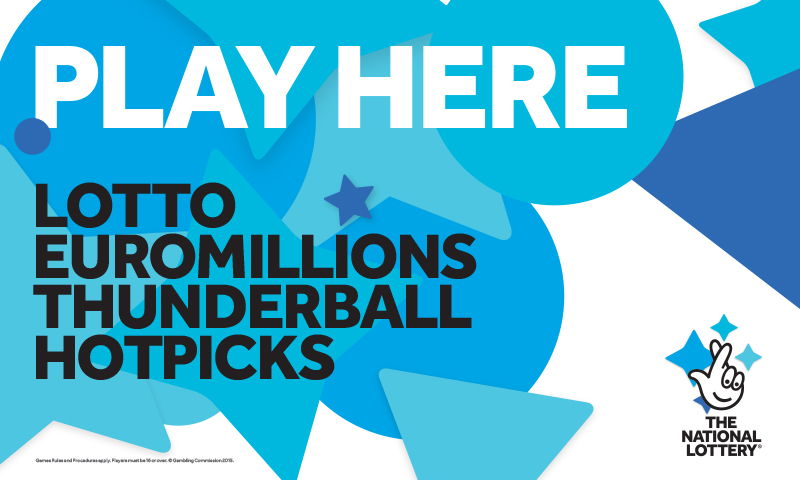 PLAY HERE
LOTTO
EUROMILLIONS
THUNDERBALL
HOTPICKS
THE
NATIONAL
LOTTERY®
Games Rules and Procedures apply. Players must be 16 or over. © Gambling Commission 2015.